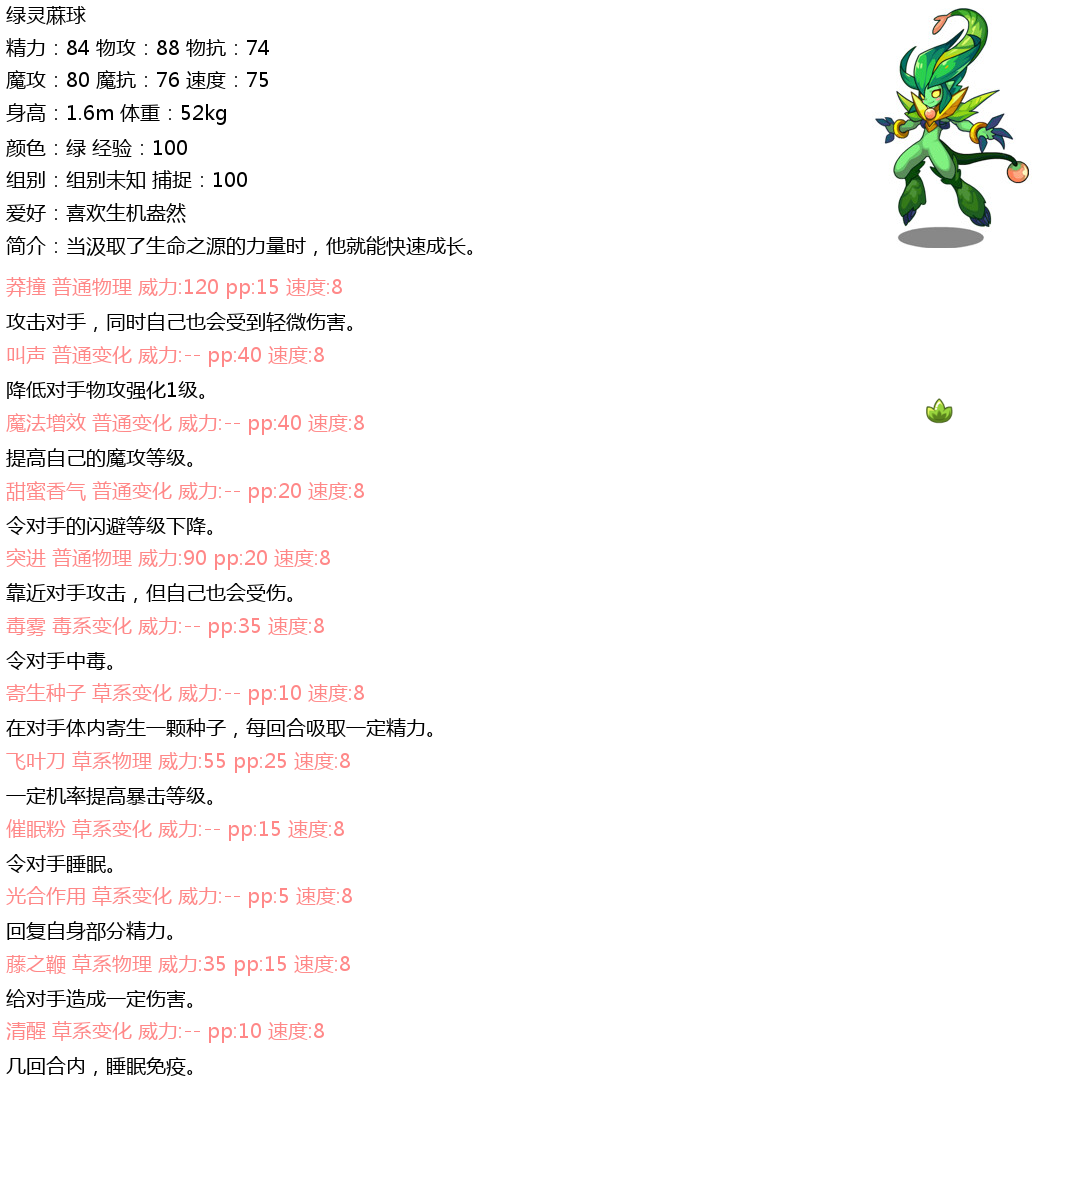 绿灵蔴球
精力：84 物攻：88 物抗：74
魔攻：80 魔抗：76 速度：75
身高：1.6m 体重：52kg
颜色：绿 经验：100
组别：组别未知 捕捉：100
爱好：喜欢生机盎然
简介：当汲取了生命之源的力量时，他就能快速成长。
莽撞 普通物理 威力:120 pp:15 速度:8
攻击对手，同时自己也会受到轻微伤害。
叫声 普通变化 威力:-- pp:40 速度:8
降低对手物攻强化1级。
魔法增效 普通变化 威力:-- pp:40 速度:8
提高自己的魔攻等级。
甜蜜香气 普通变化 威力:-- pp:20 速度:8
令对手的闪避等级下降。
突进 普通物理 威力:90 pp:20 速度:8
靠近对手攻击，但自己也会受伤。
毒雾 毒系变化 威力:-- pp:35 速度:8
令对手中毒。
寄生种子 草系变化 威力:-- pp:10 速度:8
在对手体内寄生一颗种子，每回合吸取一定精力。
飞叶刀 草系物理 威力:55 pp:25 速度:8
一定机率提高暴击等级。
催眠粉 草系变化 威力:-- pp:15 速度:8
令对手睡眠。
光合作用 草系变化 威力:-- pp:5 速度:8
回复自身部分精力。
藤之鞭 草系物理 威力:35 pp:15 速度:8
给对手造成一定伤害。
清醒 草系变化 威力:-- pp:10 速度:8
几回合内，睡眠免疫。